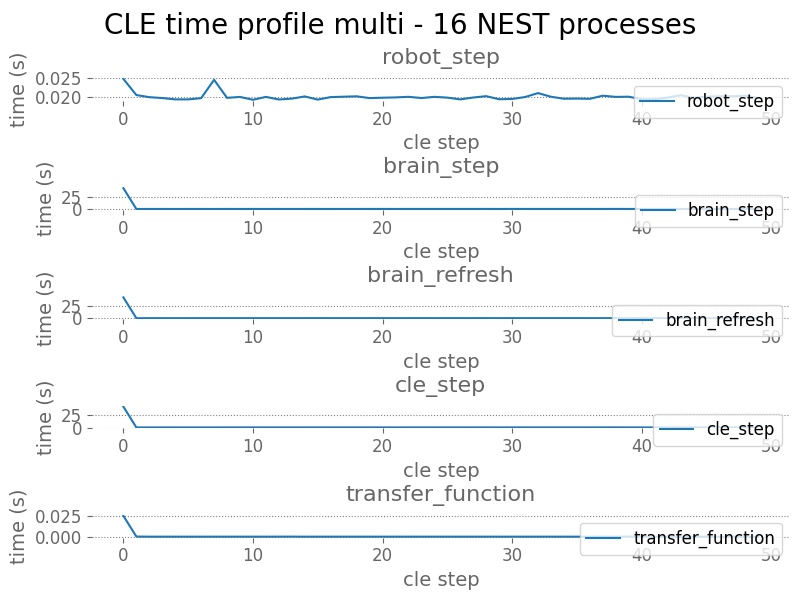 CLE time profile multi - 16 NEST processes
robot_step
time (s)
0.025
0.020
0 10 20 30 40 50
robot_step
cle step
brain_step
time (s)
25
0
0 10 20 30 40 50
brain_step
cle step
brain_refresh
time (s)
25
0
0 10 20 30 40 50
brain_refresh
cle step
cle_step
time (s)
25
0
0 10 20 30 40 50
cle_step
cle step
transfer_function
time (s)
0.025
0.000
0 10 20 30 40 50
transfer_function
cle step